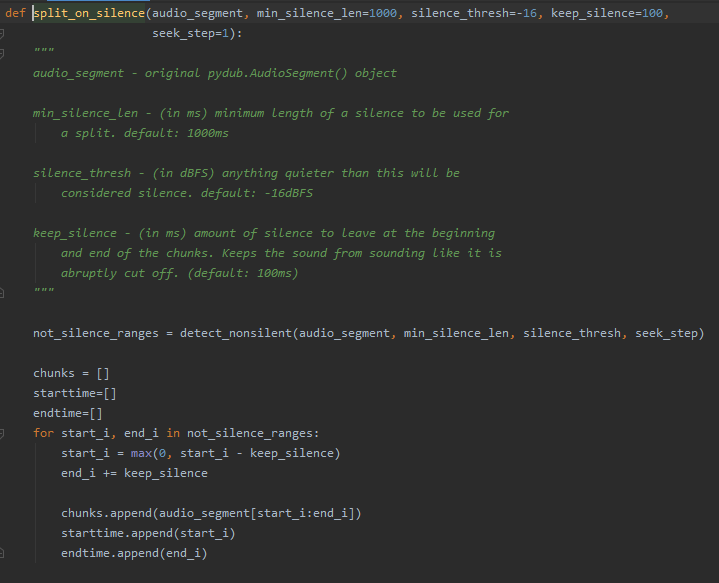 def split_on_silence(audio_segment, min_silence_len=1000, silence_thresh=-16, keep_silence=100,
                     seek_step=1):
    """
    audio_segment - original pydub.AudioSegment() object

    min_silence_len - (in ms) minimum length of a silence to be used for
        a split. default: 1000ms

    silence_thresh - (in dBFS) anything quieter than this will be
        considered silence. default: -16dBFS

    keep_silence - (in ms) amount of silence to leave at the beginning
        and end of the chunks. Keeps the sound from sounding like it is
        abruptly cut off. (default: 100ms)
    """

    not_silence_ranges = detect_nonsilent(audio_segment, min_silence_len, silence_thresh, seek_step)

    chunks = []
    starttime=[]
    endtime=[]
    for start_i, end_i in not_silence_ranges:
        start_i = max(0, start_i - keep_silence)
        end_i += keep_silence

        chunks.append(audio_segment[start_i:end_i])
        starttime.append(start_i)
        endtime.append(end_i)